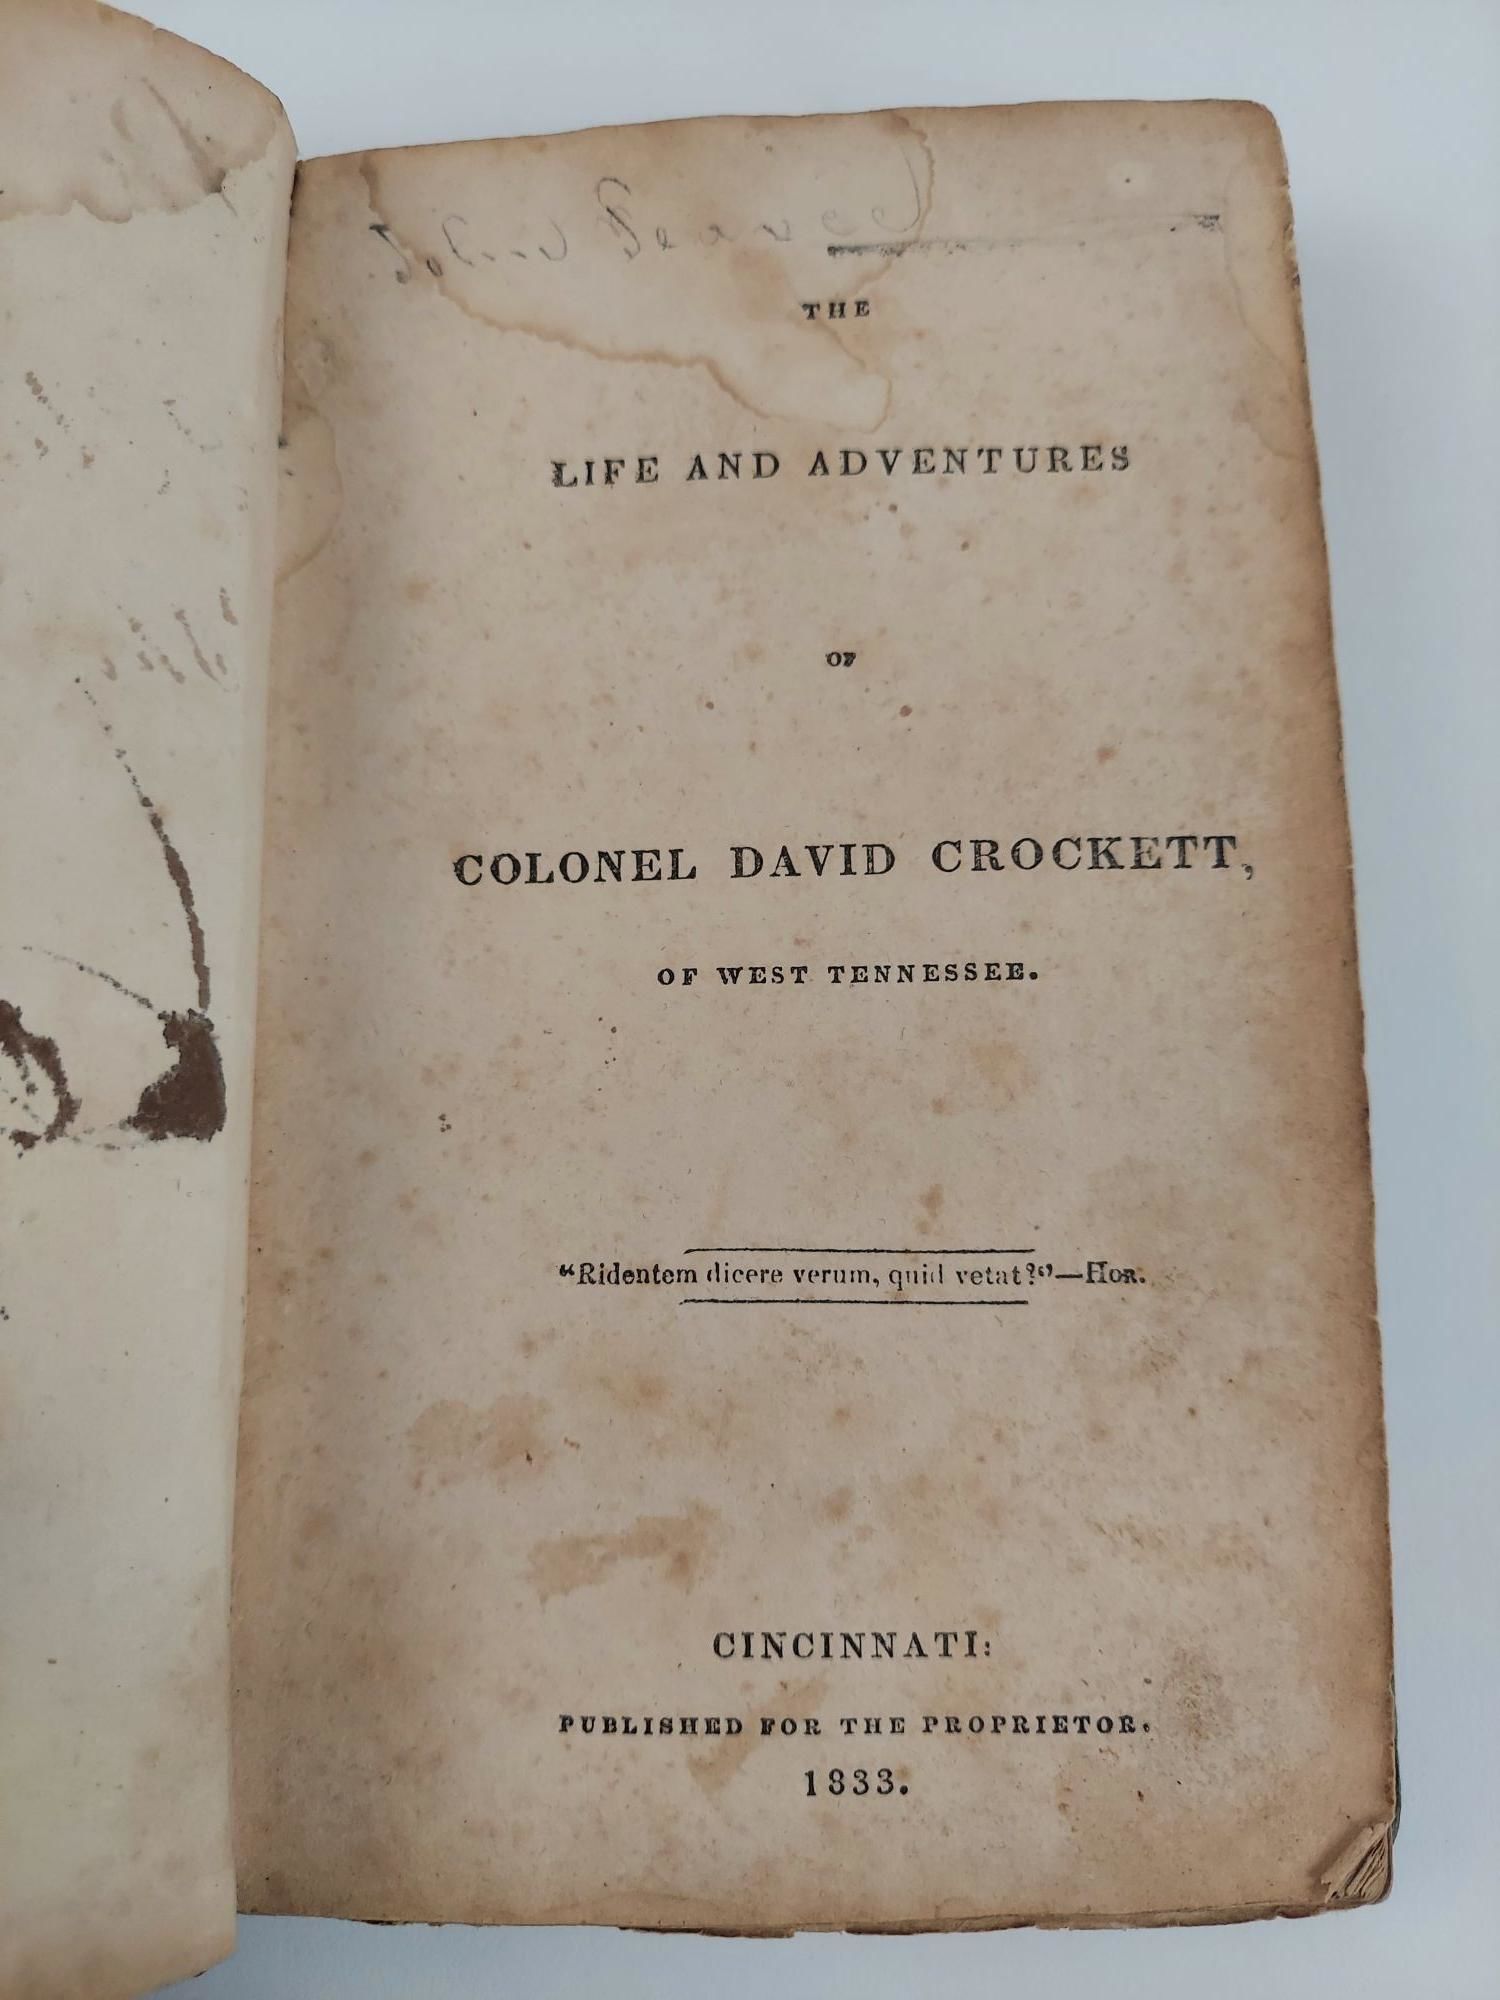 THE
LIFE AND ADVENTURES
OF
COLONEL DAVID CROCKETT,
OF WEST TENNESSEE.
"Ridentem dicere verum, quid vetat?"—Hor.
CINCINNATI:
PUBLISHED FOR THE PROPRIETOR.
1833.